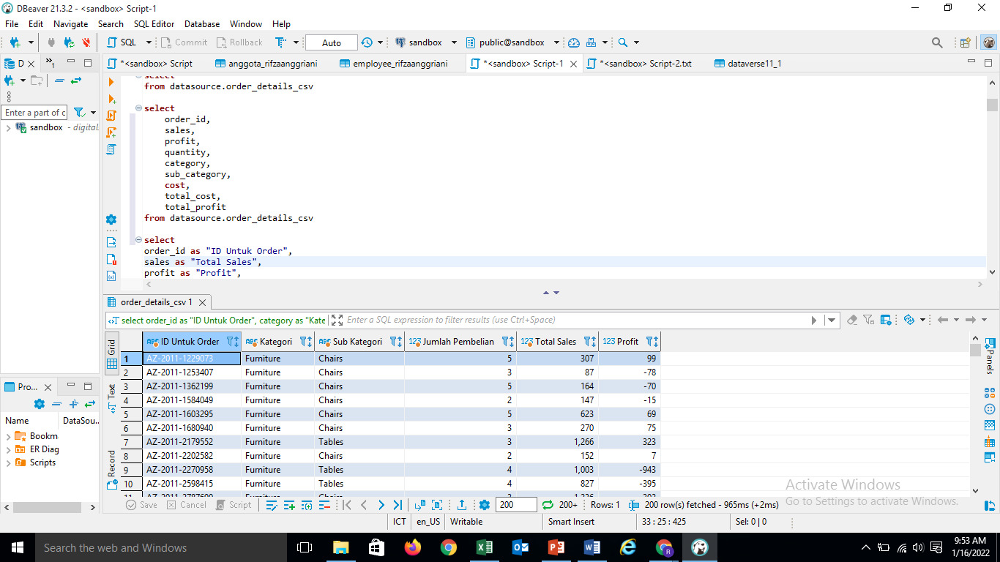 DBeaver 21.3.2 - <sandbox> Script-1
File Edit Navigate Search SQL Editor Database Window Help
SQL Commit Rollback Auto sandbox public@sandbox
D 1 *<sandbox> Script anggota_rifzaanggriani employee_rifzaanggriani *<sandbox> Script-1 *<sandbox> Script-2.txt dataverse11_1
select
from datasource.order_details_csv
select
order_id,
sales,
profit,
quantity,
category,
sub_category,
cost,
total_cost,
total_profit
from datasource.order_details_csv
select
order_id as "ID Untuk Order",
sales as "Total Sales",
profit as "Profit",
Enter a part of c
sandbox - digital
order_details_csv 1
select order_id as "ID Untuk Order", category as "Kate Enter a SQL expression to filter results (use Ctrl+Space)
Grid
Text
Record
ABC ID Untuk Order ABC Kategori ABC Sub Kategori 123 Jumlah Pembelian 123 Total Sales 123 Profit
1 AZ-2011-1229073 Furniture Chairs 5 307 99
2 AZ-2011-1253407 Furniture Chairs 3 87 -78
3 AZ-2011-1362199 Furniture Chairs 5 164 -70
4 AZ-2011-1584049 Furniture Chairs 2 147 -15
5 AZ-2011-1603295 Furniture Chairs 5 623 69
6 AZ-2011-1680940 Furniture Chairs 3 270 75
7 AZ-2011-2179552 Furniture Tables 3 1,266 323
8 AZ-2011-2202582 Furniture Chairs 2 152 7
9 AZ-2011-2270958 Furniture Tables 4 1,003 -943
10 AZ-2011-2598415 Furniture Tables 4 827 -395
Panels
Pro...
Name DataSou..
Bookm
ER Diag
Scripts
Activate Windows
Go to Settings to activate Windows.
Save Cancel Script 200 200+ Rows: 1 200 row(s) fetched - 965ms (+2ms)
ICT en_US Writable Smart Insert 33 : 25 : 425 Sel: 0 | 0
Search the web and Windows
9:53 AM
1/16/2022